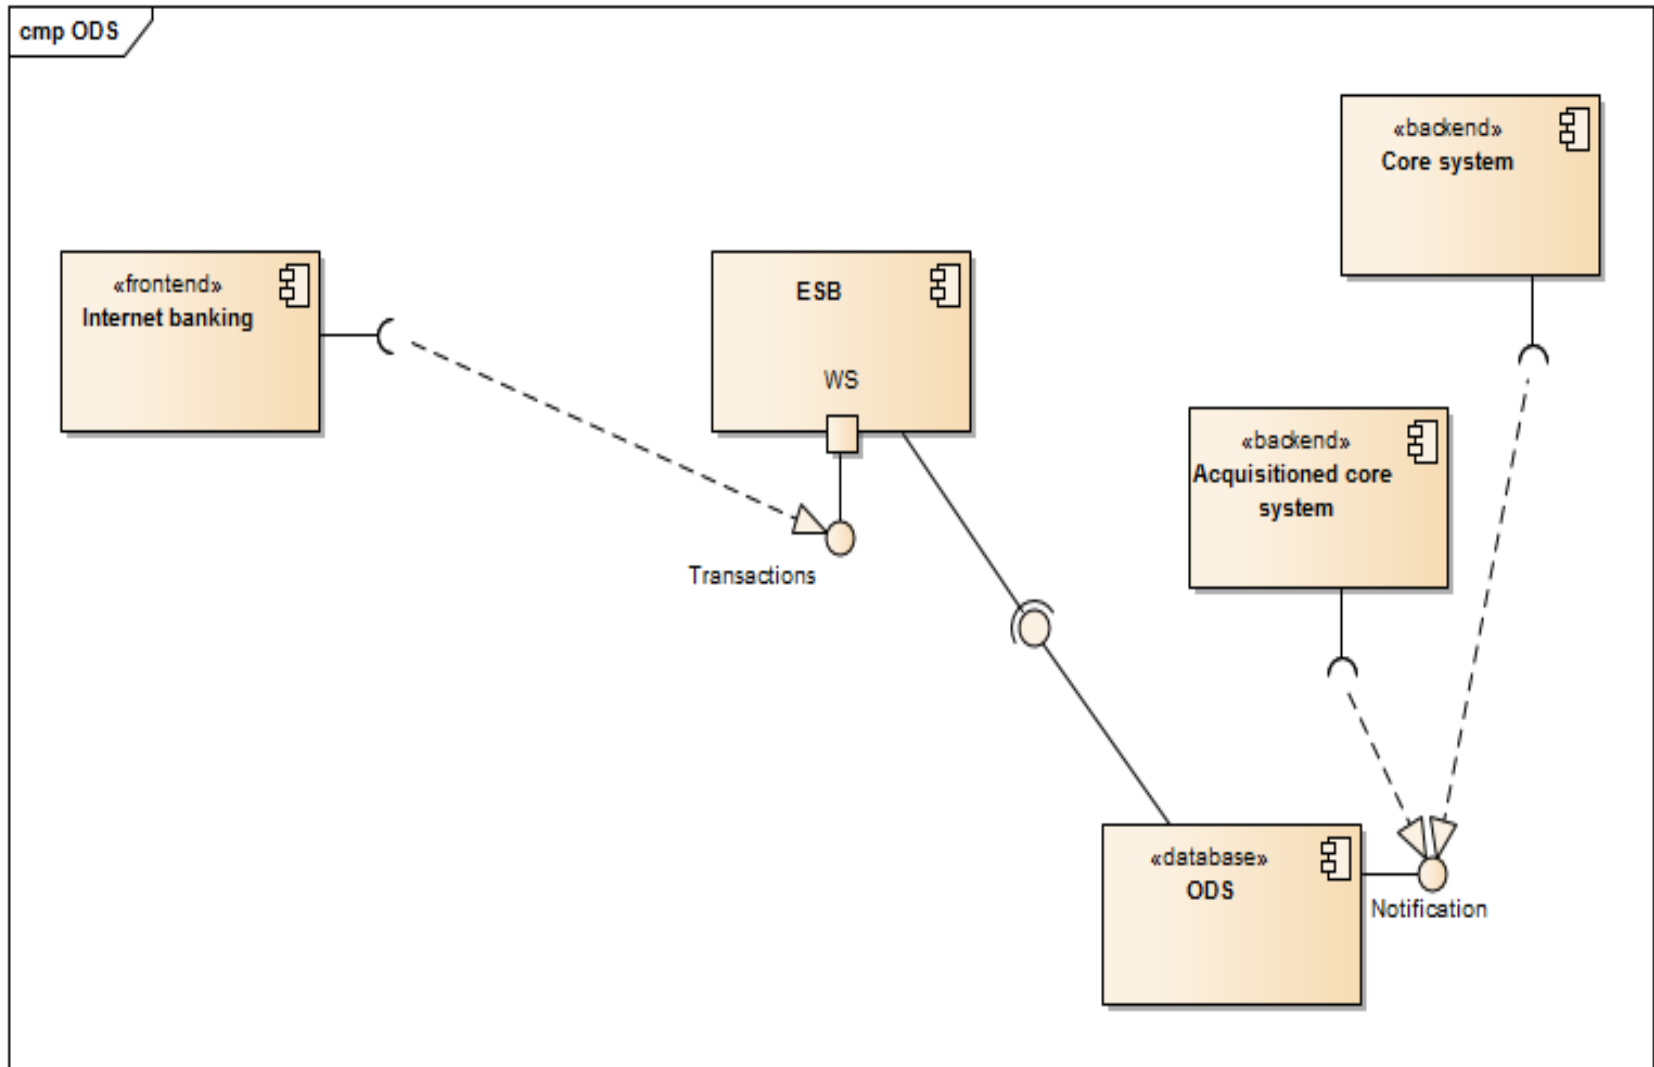 cmp ODS
«backend»
Core system
«frontend»
Internet banking
ESB
WS
«backend»
Acquisitioned core
system
Transactions
«database»
ODS
Notification